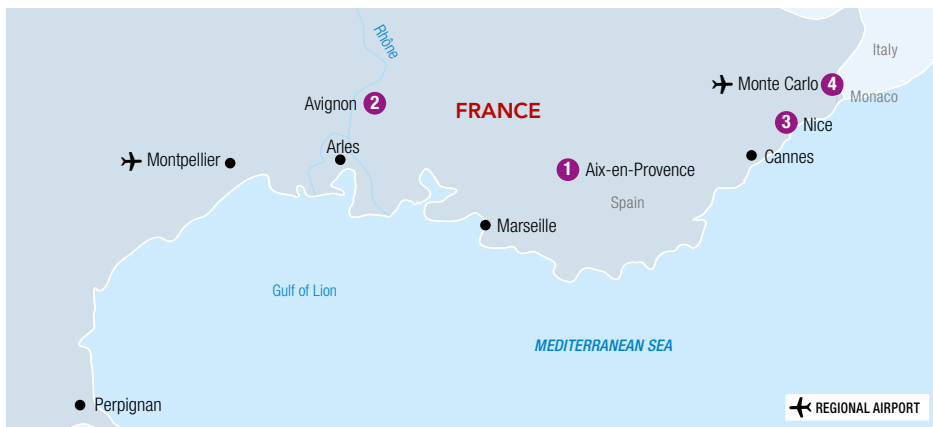 Rhône
Italy
Monte Carlo 4
Monaco
Avignon 2
FRANCE
3 Nice
Arles
Montpellier
Cannes
1 Aix-en-Provence
Spain
Marseille
Gulf of Lion
MEDITERRANEAN SEA
Perpignan
REGIONAL AIRPORT